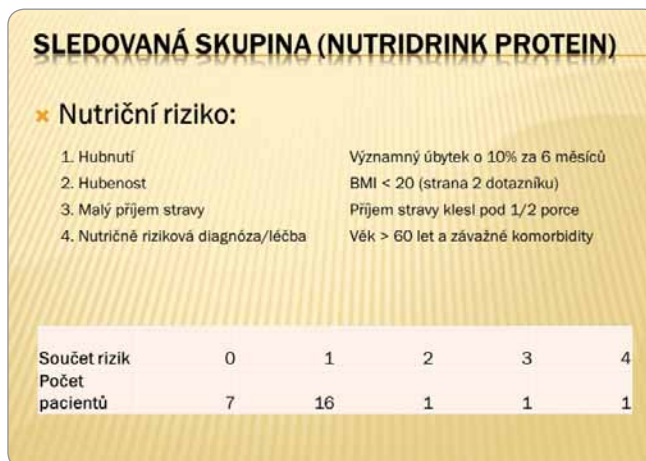 SLEDOVANÁ SKUPINA (NUTRIDRINK PROTEIN)
Nutriční riziko:
1. Hubnutí Významný úbytek o 10% za 6 měsíců
2. Hubenost BMI < 20 (strana 2 dotazníku)
3. Malý příjem stravy Příjem stravy klesl pod 1/2 porce
4. Nutričně riziková diagnóza/léčba Věk > 60 let a závažné komorbidity
Součet rizik 0 1 2 3 4
Počet
pacientů 7 16 1 1 1